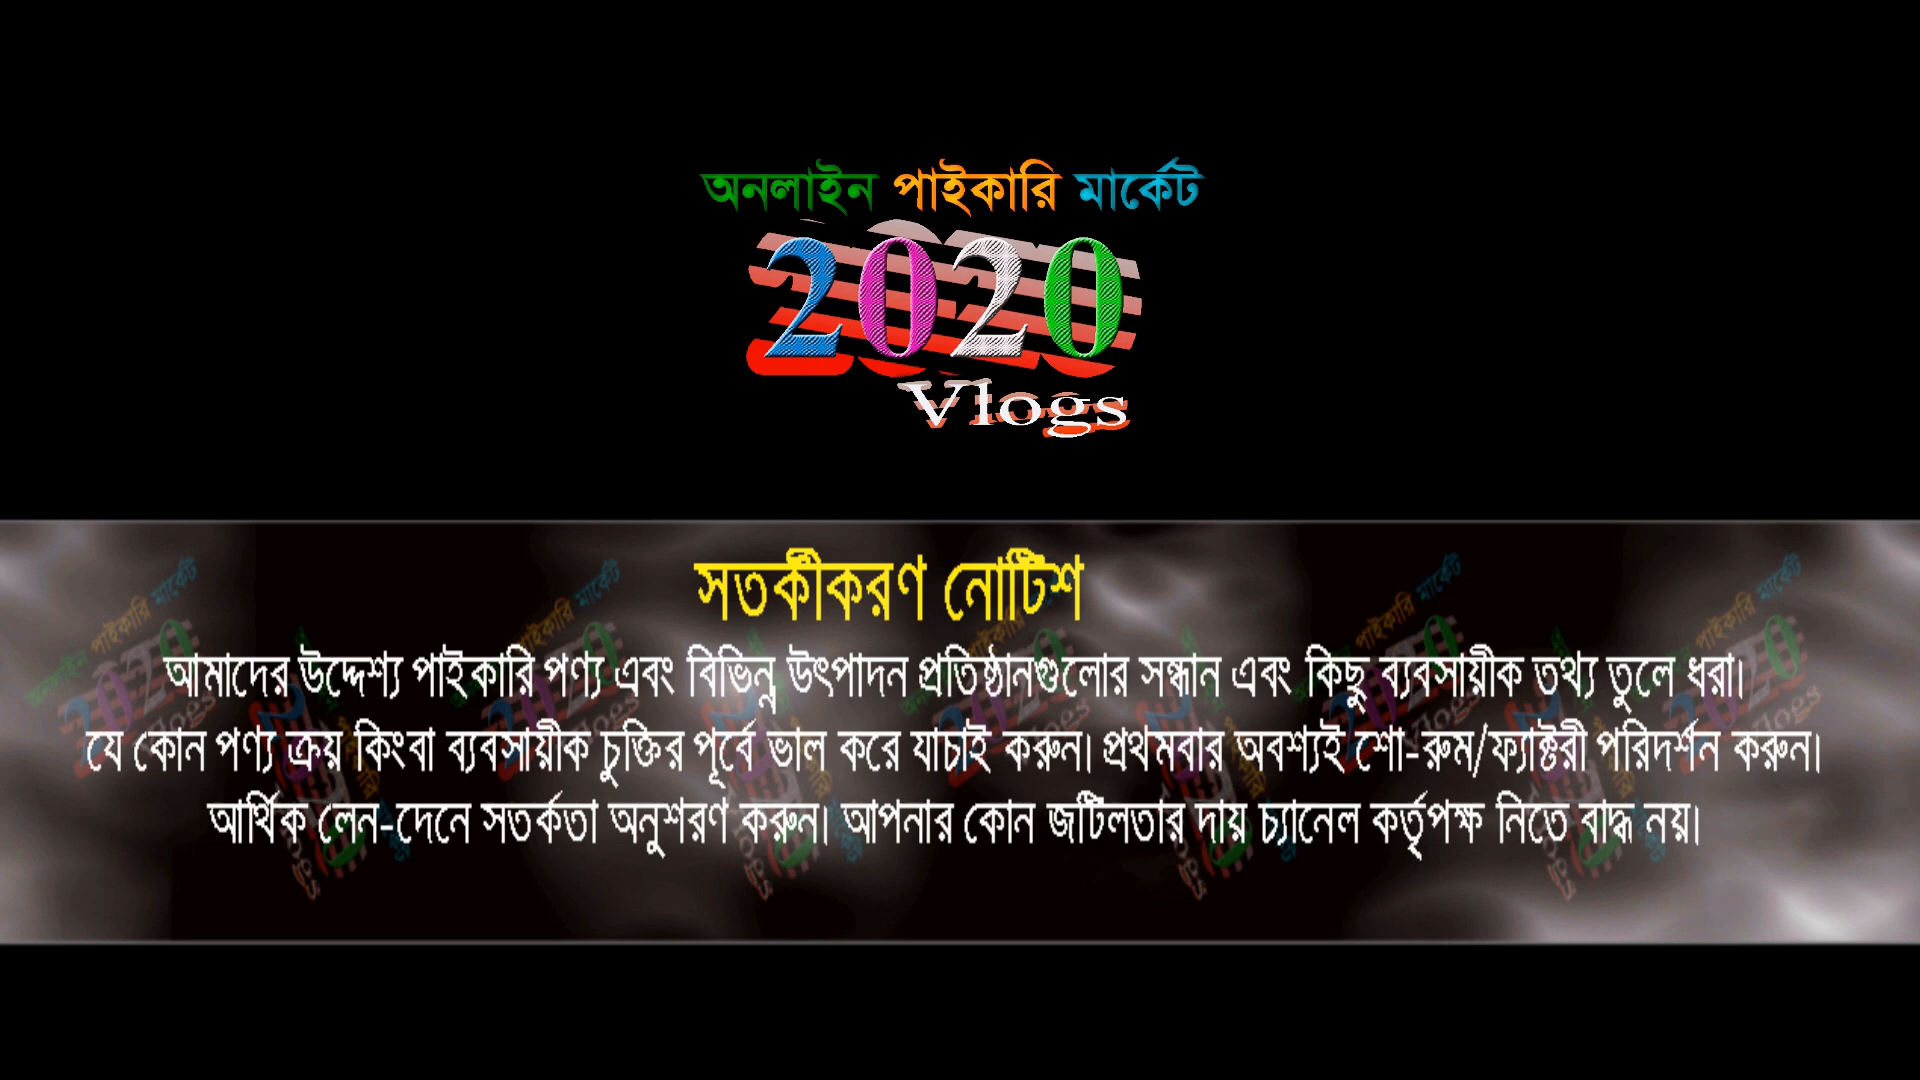 অনলাইন পাইকারি মার্কেট
2020
Vlogs
সতর্কীকরণ নোটিশ
আমাদের উদ্দেশ্য পাইকারি পণ্য এবং বিভিন্ন উৎপাদন প্রতিষ্ঠানগুলোর সন্ধান এবং কিছু ব্যবসায়ীক তথ্য তুলে ধরা।
যে কোন পণ্য ক্রয় কিংবা ব্যবসায়ীক চুক্তির পূর্বে ভাল করে যাচাই করুন। প্রথমবার অবশ্যই শো-রুম/ফ্যাক্টরী পরিদর্শন করুন।
আর্থিক লেন-দেনে সতর্কতা অনুশরণ করুন। আপনার কোন জটিলতার দায় চ্যানেল কর্তৃপক্ষ নিতে বাদ্ধ নয়।